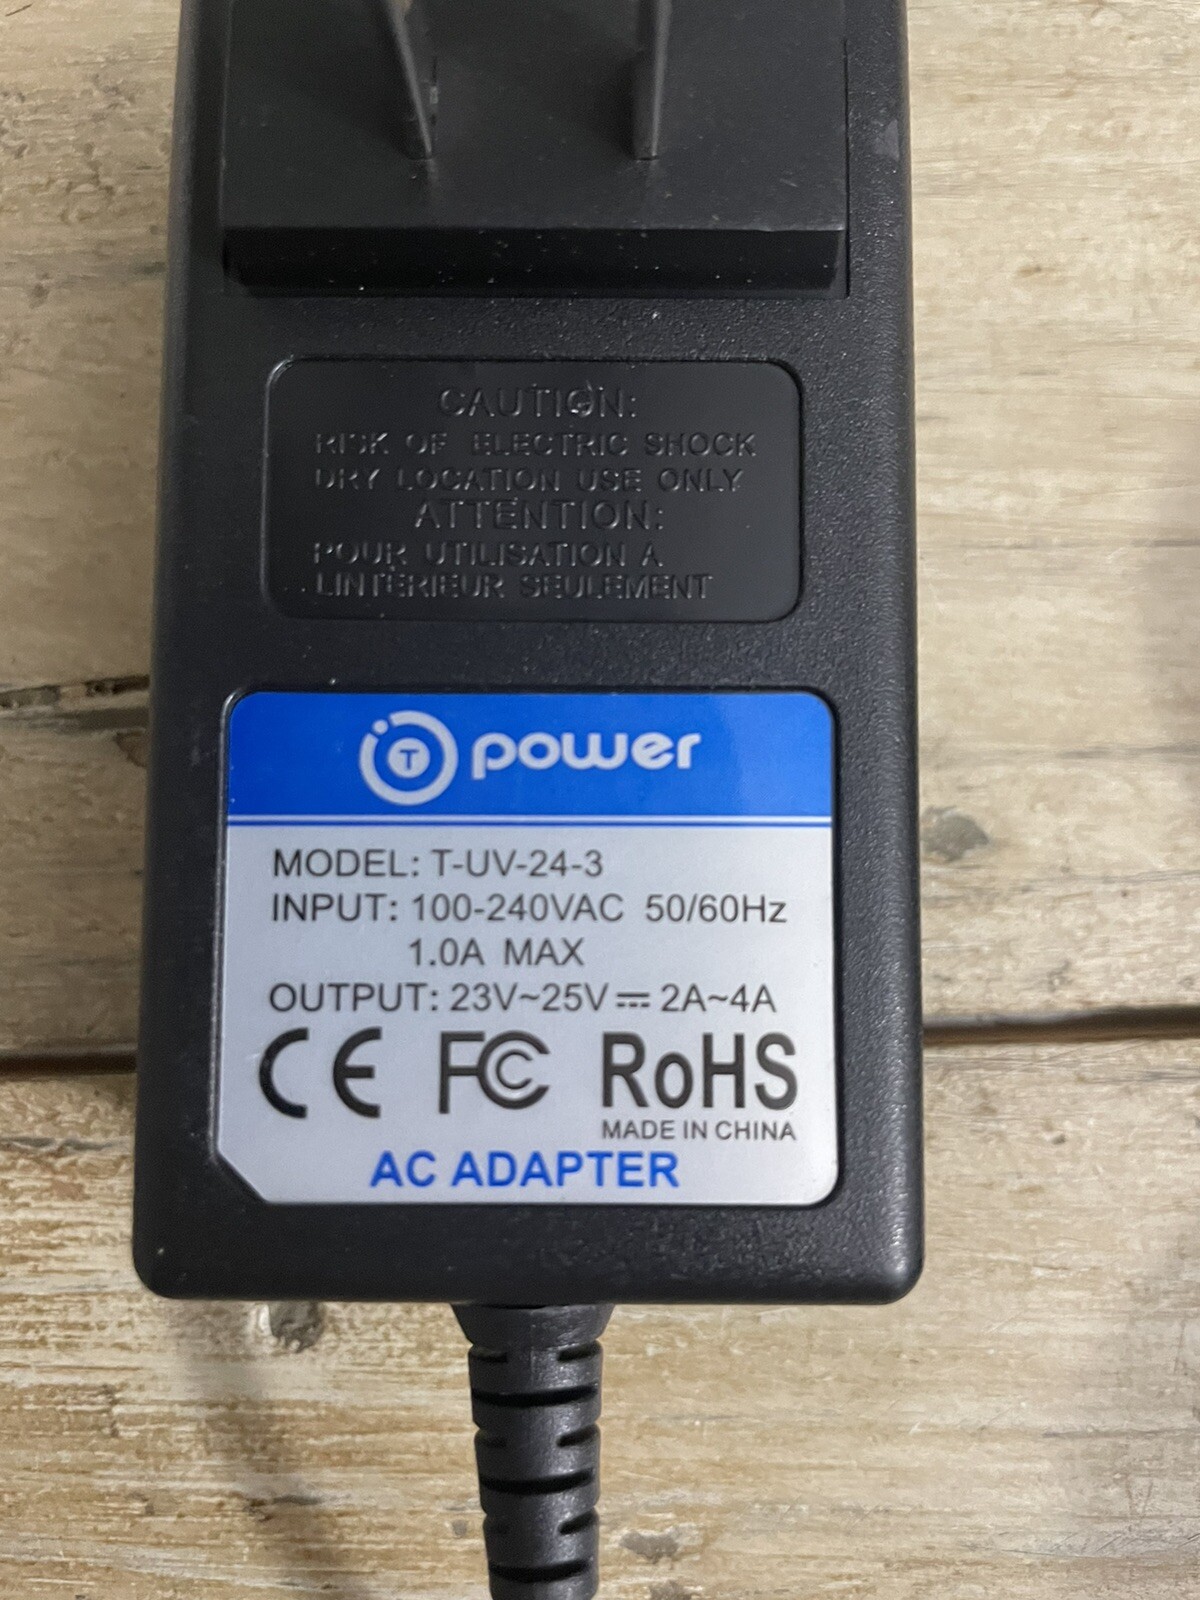 CAUTION:
RISK OF ELECTRIC SHOCK
DRY LOCATION USE ONLY
ATTENTION:
POUR UTILISATION A
LINTERIEUR SEULEMENT
T power
MODEL: T-UV-24-3
INPUT: 100-240VAC 50/60Hz
1.0A MAX
OUTPUT: 23V~25V⎓2A~4A
CE FC RoHS
MADE IN CHINA
AC ADAPTER